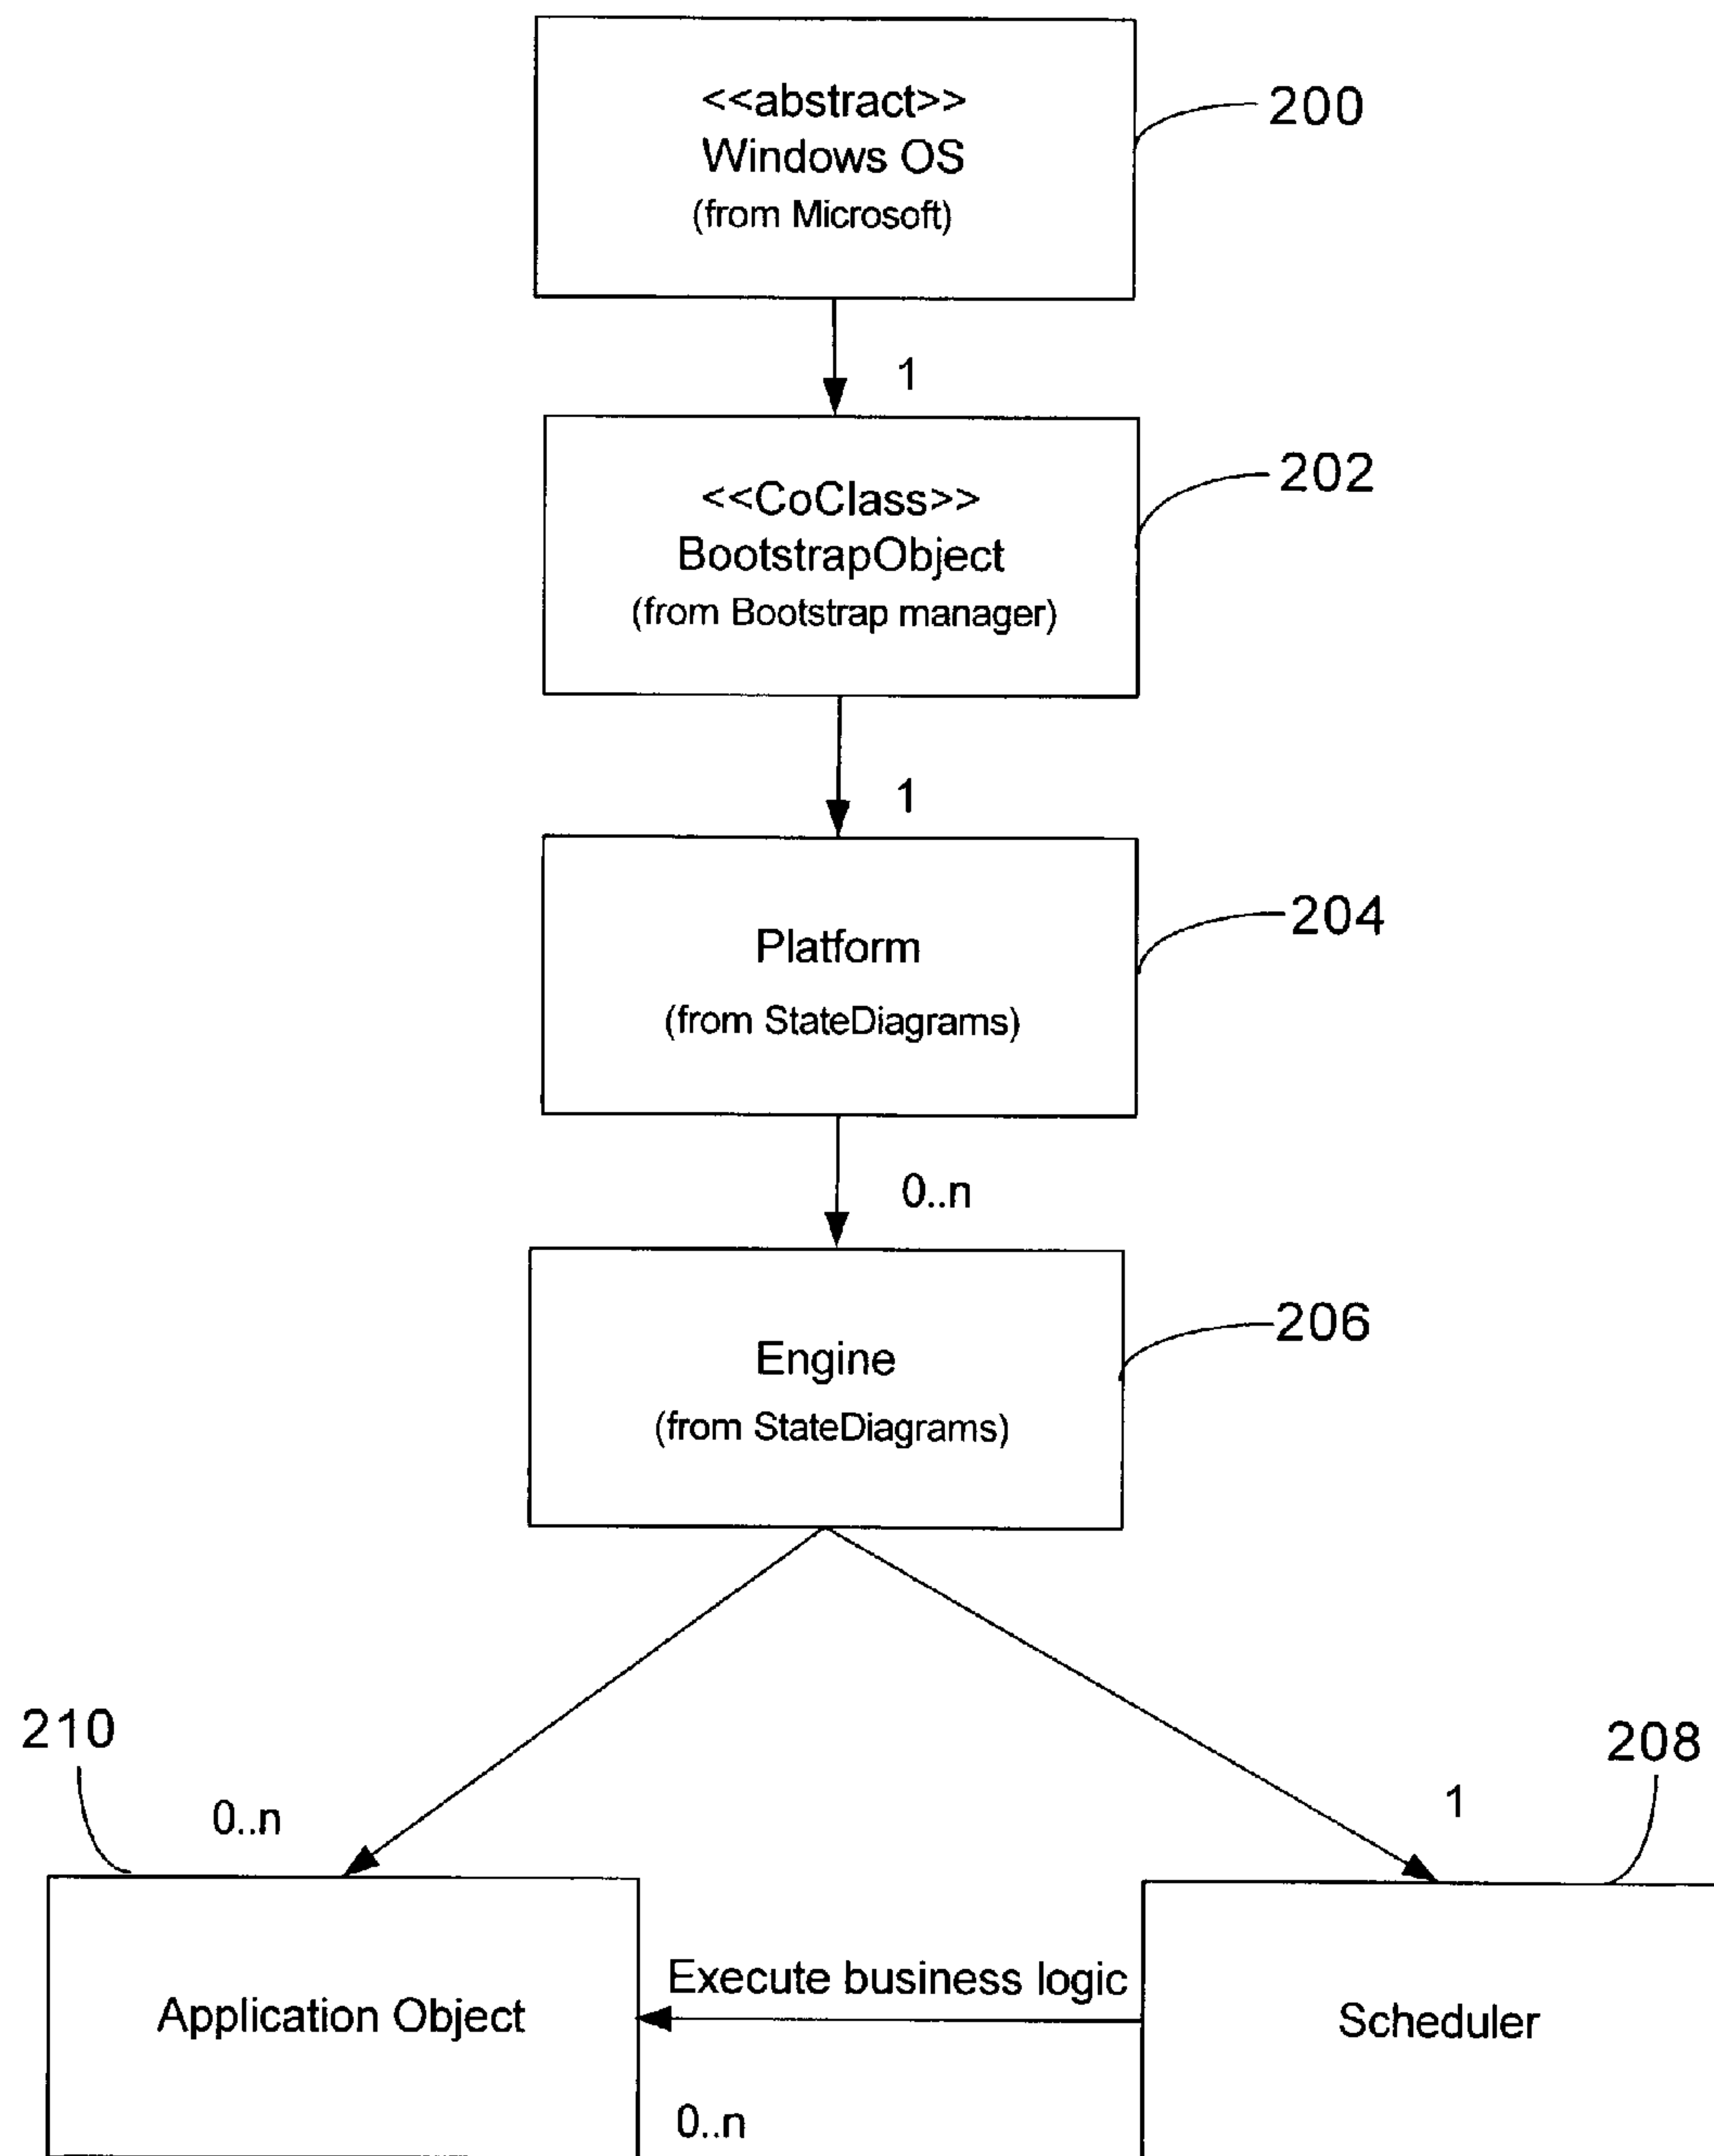 <<abstract>>
Windows OS
(from Microsoft)
200
1
<<CoClass>>
BootstrapObject
(from Bootstrap manager)
202
1
Platform
(from StateDiagrams)
204
0..n
Engine
(from StateDiagrams)
206
210
208
0..n
1
Application Object
Execute business logic
Scheduler
0..n